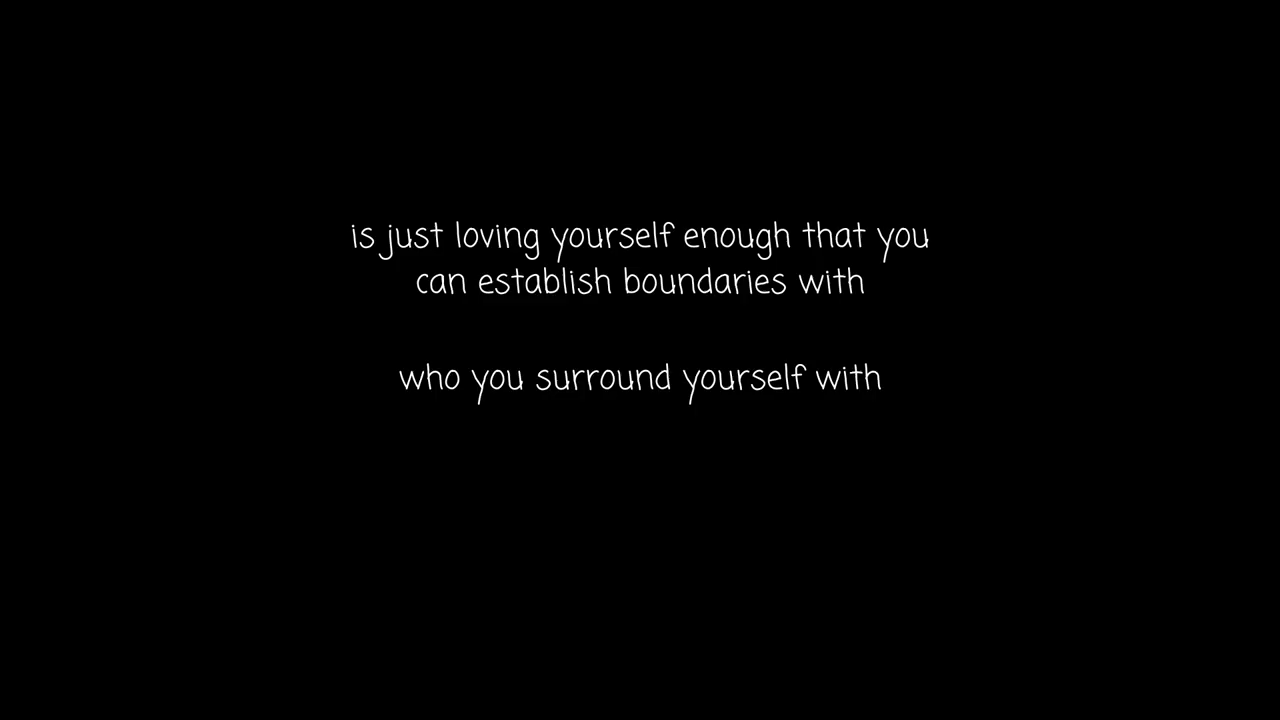 is just loving yourself enough that you
can establish boundaries with
who you surround yourself with